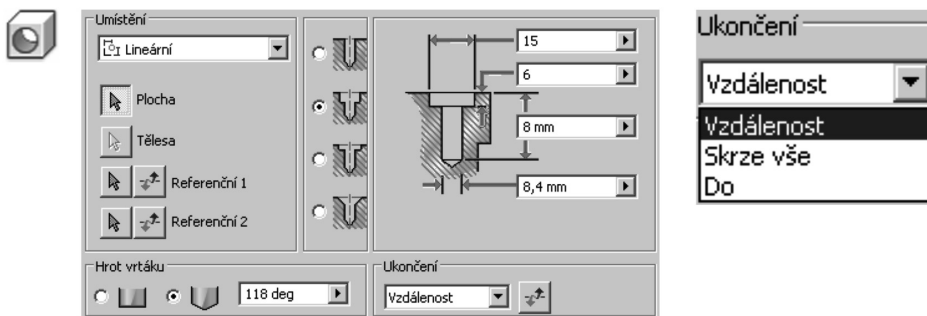 Umístění
Lineární
Plocha
Tělesa
Referenční 1
Referenční 2
15
6
8 mm
8,4 mm
Hrot vrtáku
118 deg
Ukončení
Vzdálenost
Ukončení
Vzdálenost
Vzdálenost
Skrze vše
Do